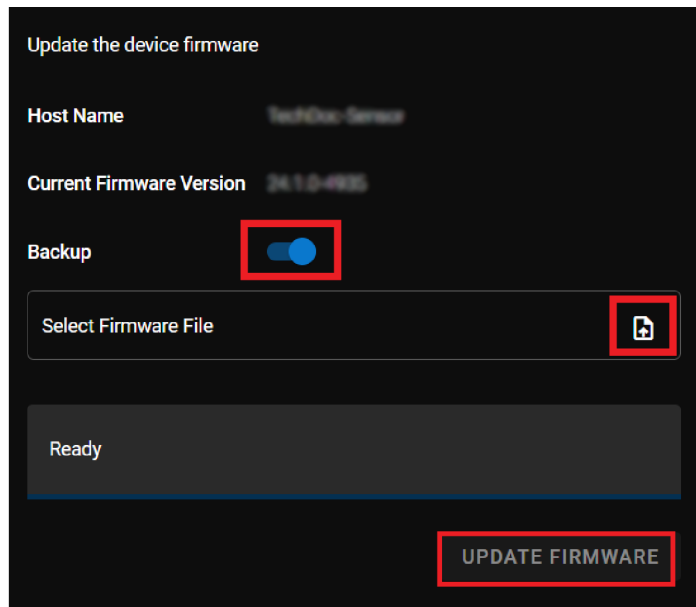 Update the device firmware
Host Name
Current Firmware Version
Backup
Select Firmware File
Ready
UPDATE FIRMWARE